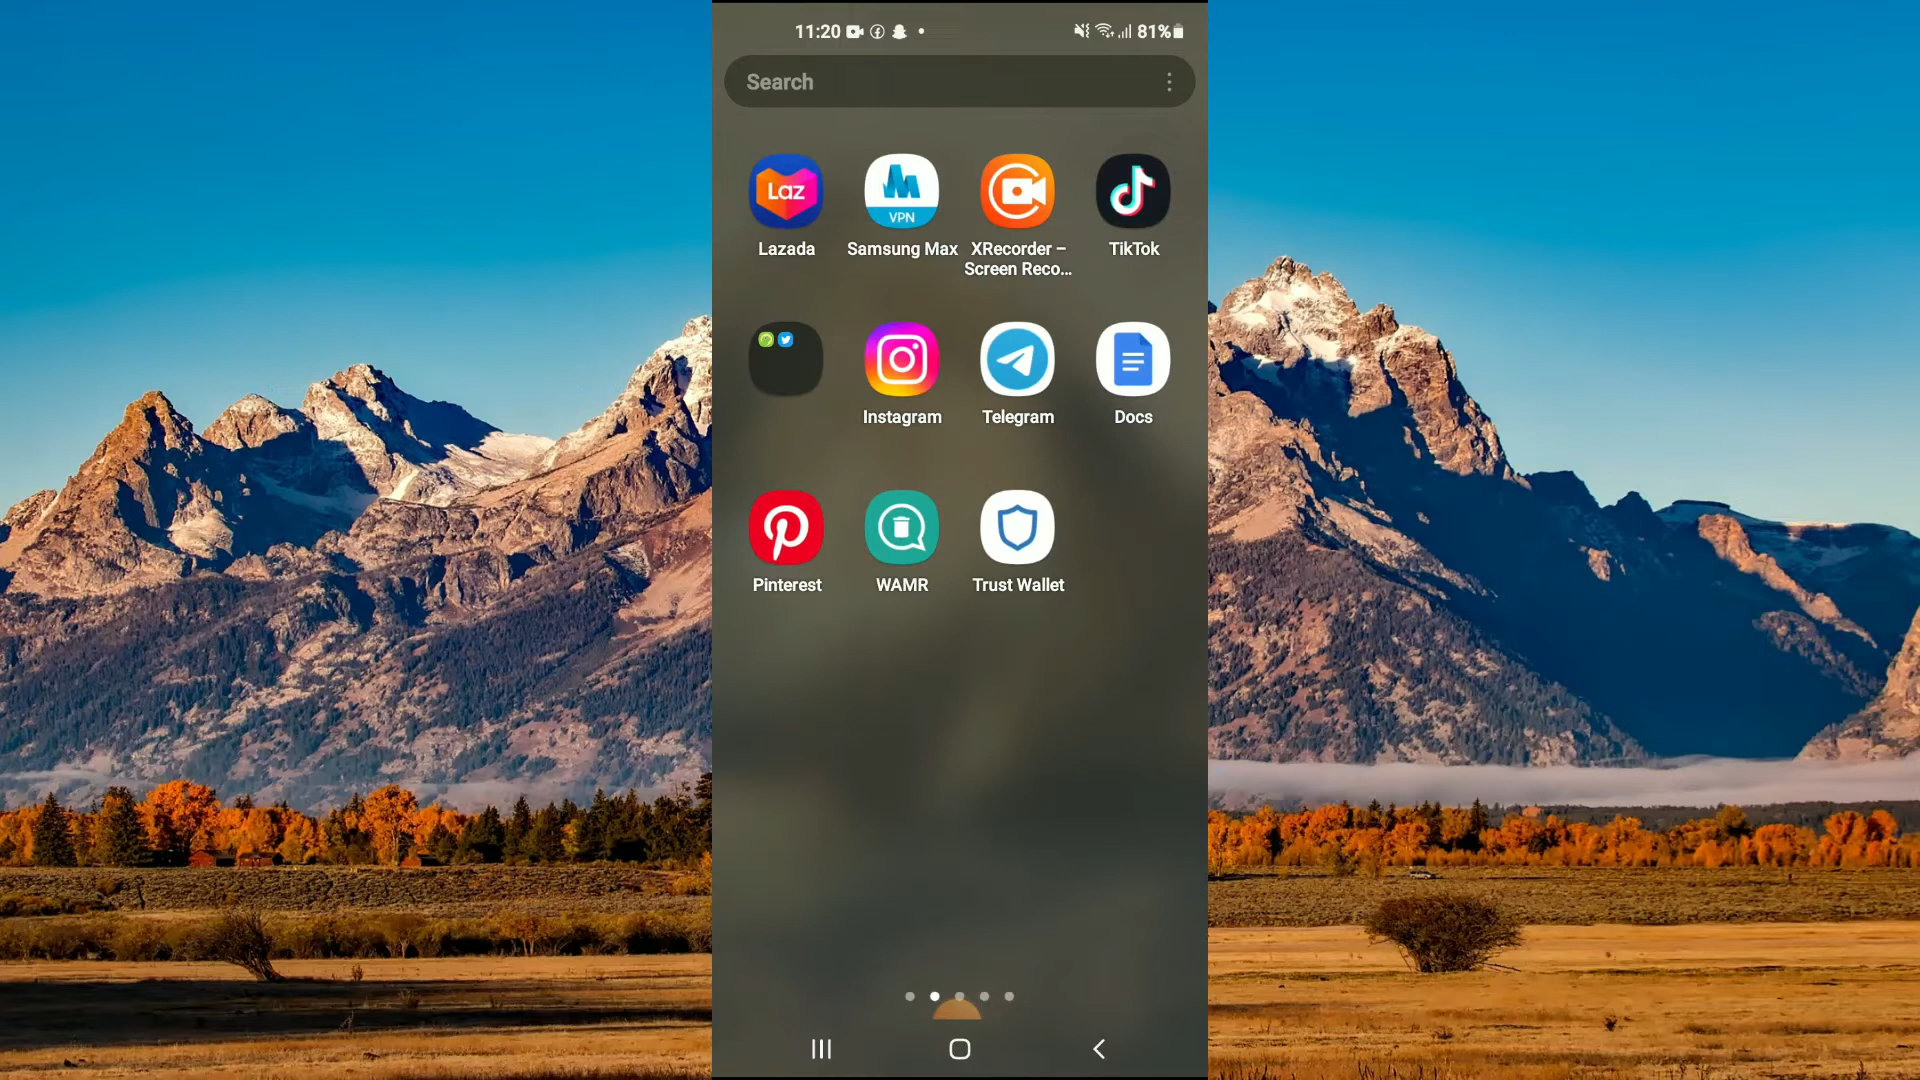 11:20
81%
Search
Laz
VPN
Lazada
Samsung Max
XRecorder –
Screen Reco...
TikTok
Instagram
Telegram
Docs
Pinterest
WAMR
Trust Wallet